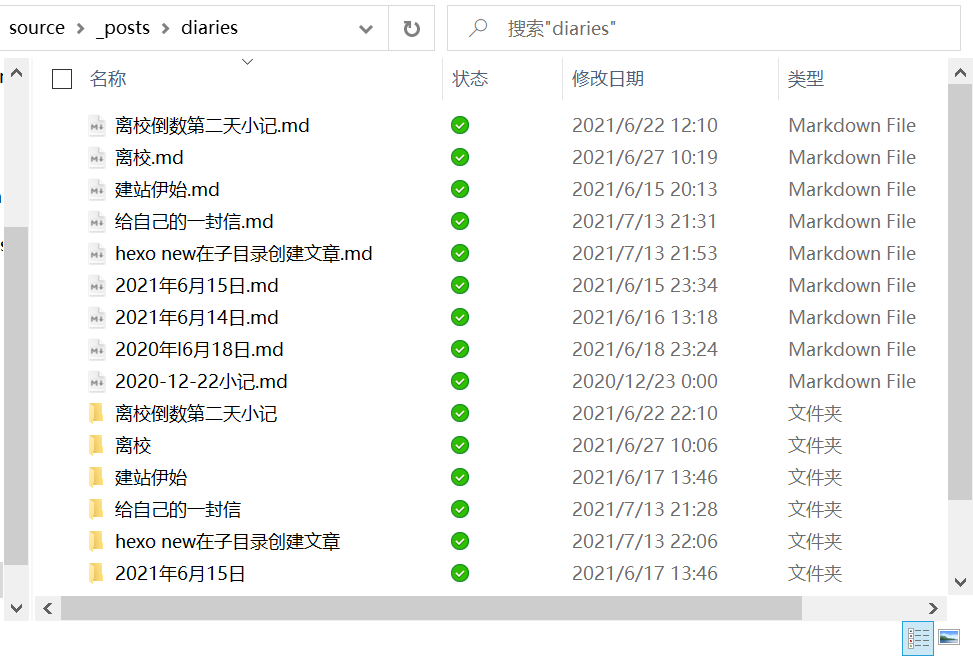 source > _posts > diaries
搜索"diaries"
名称 状态 修改日期 类型
离校倒数第二天小记.md 2021/6/22 12:10 Markdown File
离校.md 2021/6/27 10:19 Markdown File
建站伊始.md 2021/6/15 20:13 Markdown File
给自己的一封信.md 2021/7/13 21:31 Markdown File
hexo new在子目录创建文章.md 2021/7/13 21:53 Markdown File
2021年6月15日.md 2021/6/15 23:34 Markdown File
2021年6月14日.md 2021/6/16 13:18 Markdown File
2020年l6月18日.md 2021/6/18 23:24 Markdown File
2020-12-22小记.md 2020/12/23 0:00 Markdown File
离校倒数第二天小记 2021/6/22 22:10 文件夹
离校 2021/6/27 10:06 文件夹
建站伊始 2021/6/17 13:46 文件夹
给自己的一封信 2021/7/13 21:28 文件夹
hexo new在子目录创建文章 2021/7/13 22:06 文件夹
2021年6月15日 2021/6/17 13:46 文件夹